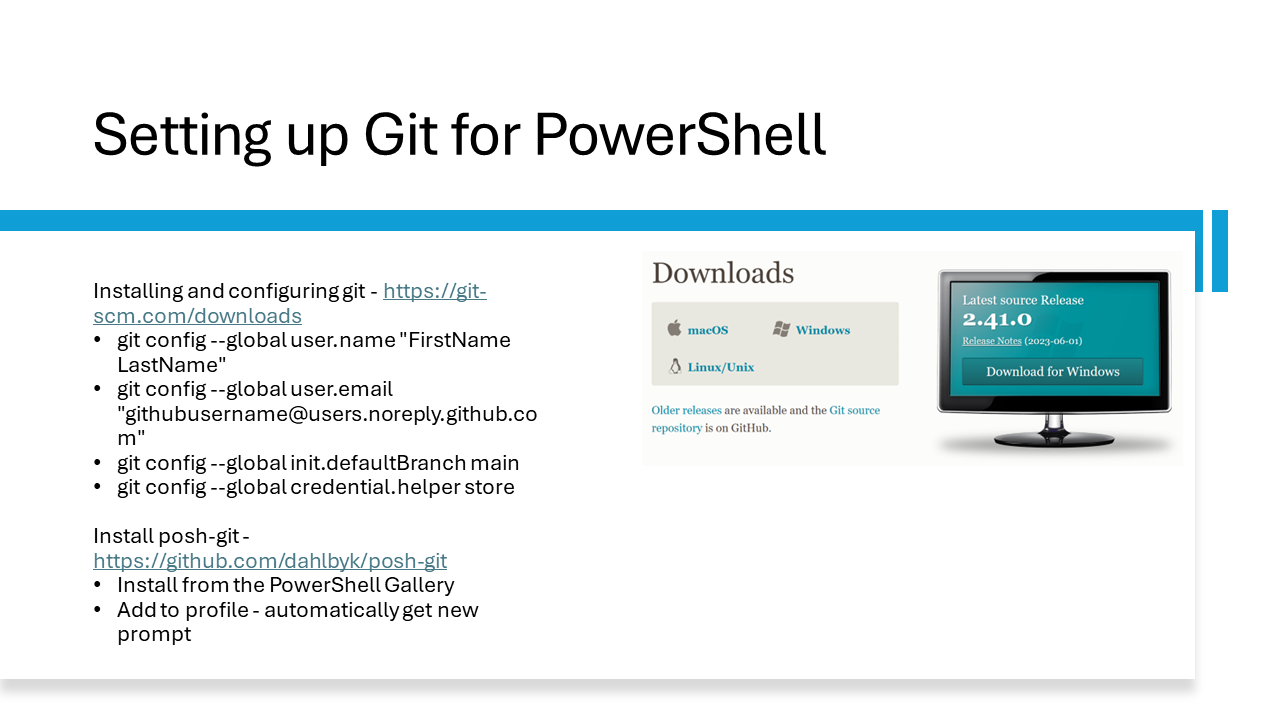 Setting up Git for PowerShell
Installing and configuring git - https://git-
scm.com/downloads
• git config --global user.name "FirstName
LastName"
• git config --global user.email
"githubusername@users.noreply.github.co
m"
• git config --global init.defaultBranch main
• git config --global credential.helper store
Install posh-git -
https://github.com/dahlbyk/posh-git
• Install from the PowerShell Gallery
• Add to profile - automatically get new
prompt
Downloads
macOS
Windows
Linux/Unix
Older releases are available and the Git source
repository is on GitHub.
Latest source Release
2.41.0
Release Notes (2023-06-01)
Download for Windows